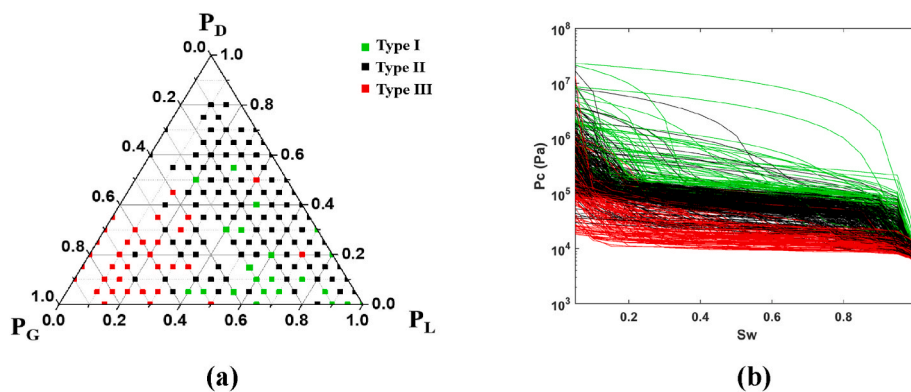 P_D
0.0 1.0
Type I
Type II
Type III
0.2 0.8
0.4 0.6
0.6 0.4
0.8 0.2
1.0 0.0
P_G 0.0 0.2 0.4 0.6 0.8 1.0 P_L
(a)
10^8
10^7
10^6
10^5
10^4
10^3
Pc (Pa)
0.2 0.4 0.6 0.8
Sw
(b)